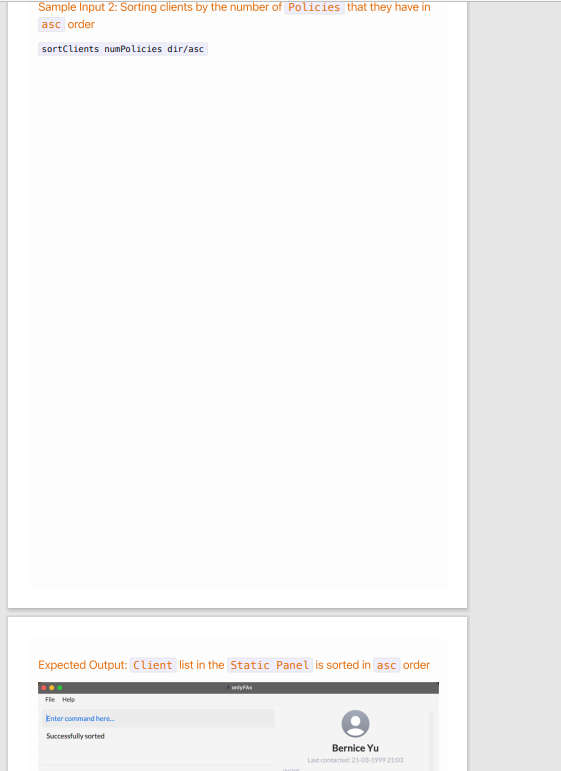 Sample Input 2: Sorting clients by the number of Policies that they have in
asc order
sortClients numPolicies dir/asc
Expected Output: Client list in the Static Panel is sorted in asc order
onlyFAs
File Help
Enter command here...
Successfully sorted
Bernice Yu
Last contacted: 21-03-1999 21:03